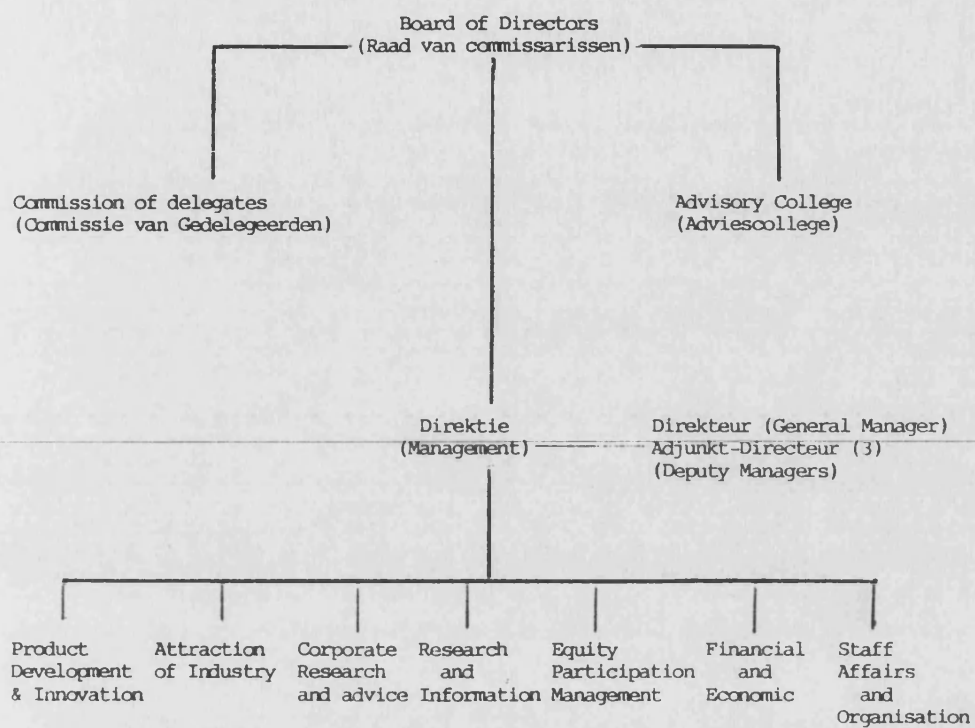 Board of Directors
(Raad van commissarissen)
Commission of delegates
(Commissie van Gedelegeerden)
Advisory College
(Adviescollege)
Direktie
(Management)
Direkteur (General Manager)
Adjunkt-Directeur (3)
(Deputy Managers)
Product
Development
& Innovation
Attraction
of Industry
Corporate
Research
and advice
Research
and
Information
Equity
Participation
Management
Financial
and
Economic
Staff
Affairs
and
Organisation